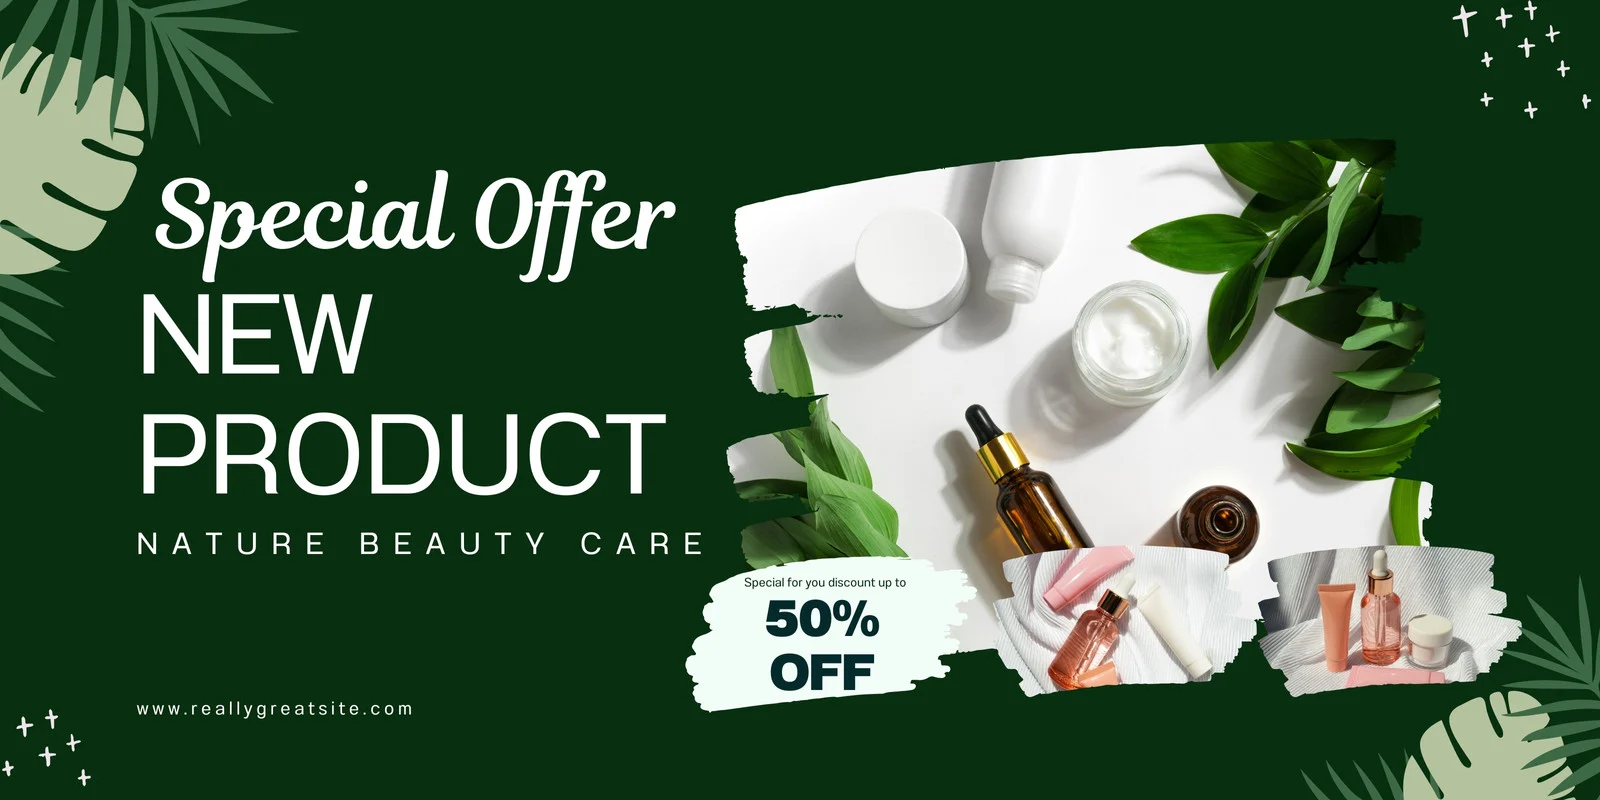 Special Offer
NEW
PRODUCT
NATURE BEAUTY CARE
Special for you discount up to
50%
OFF
www.reallygreatsite.com